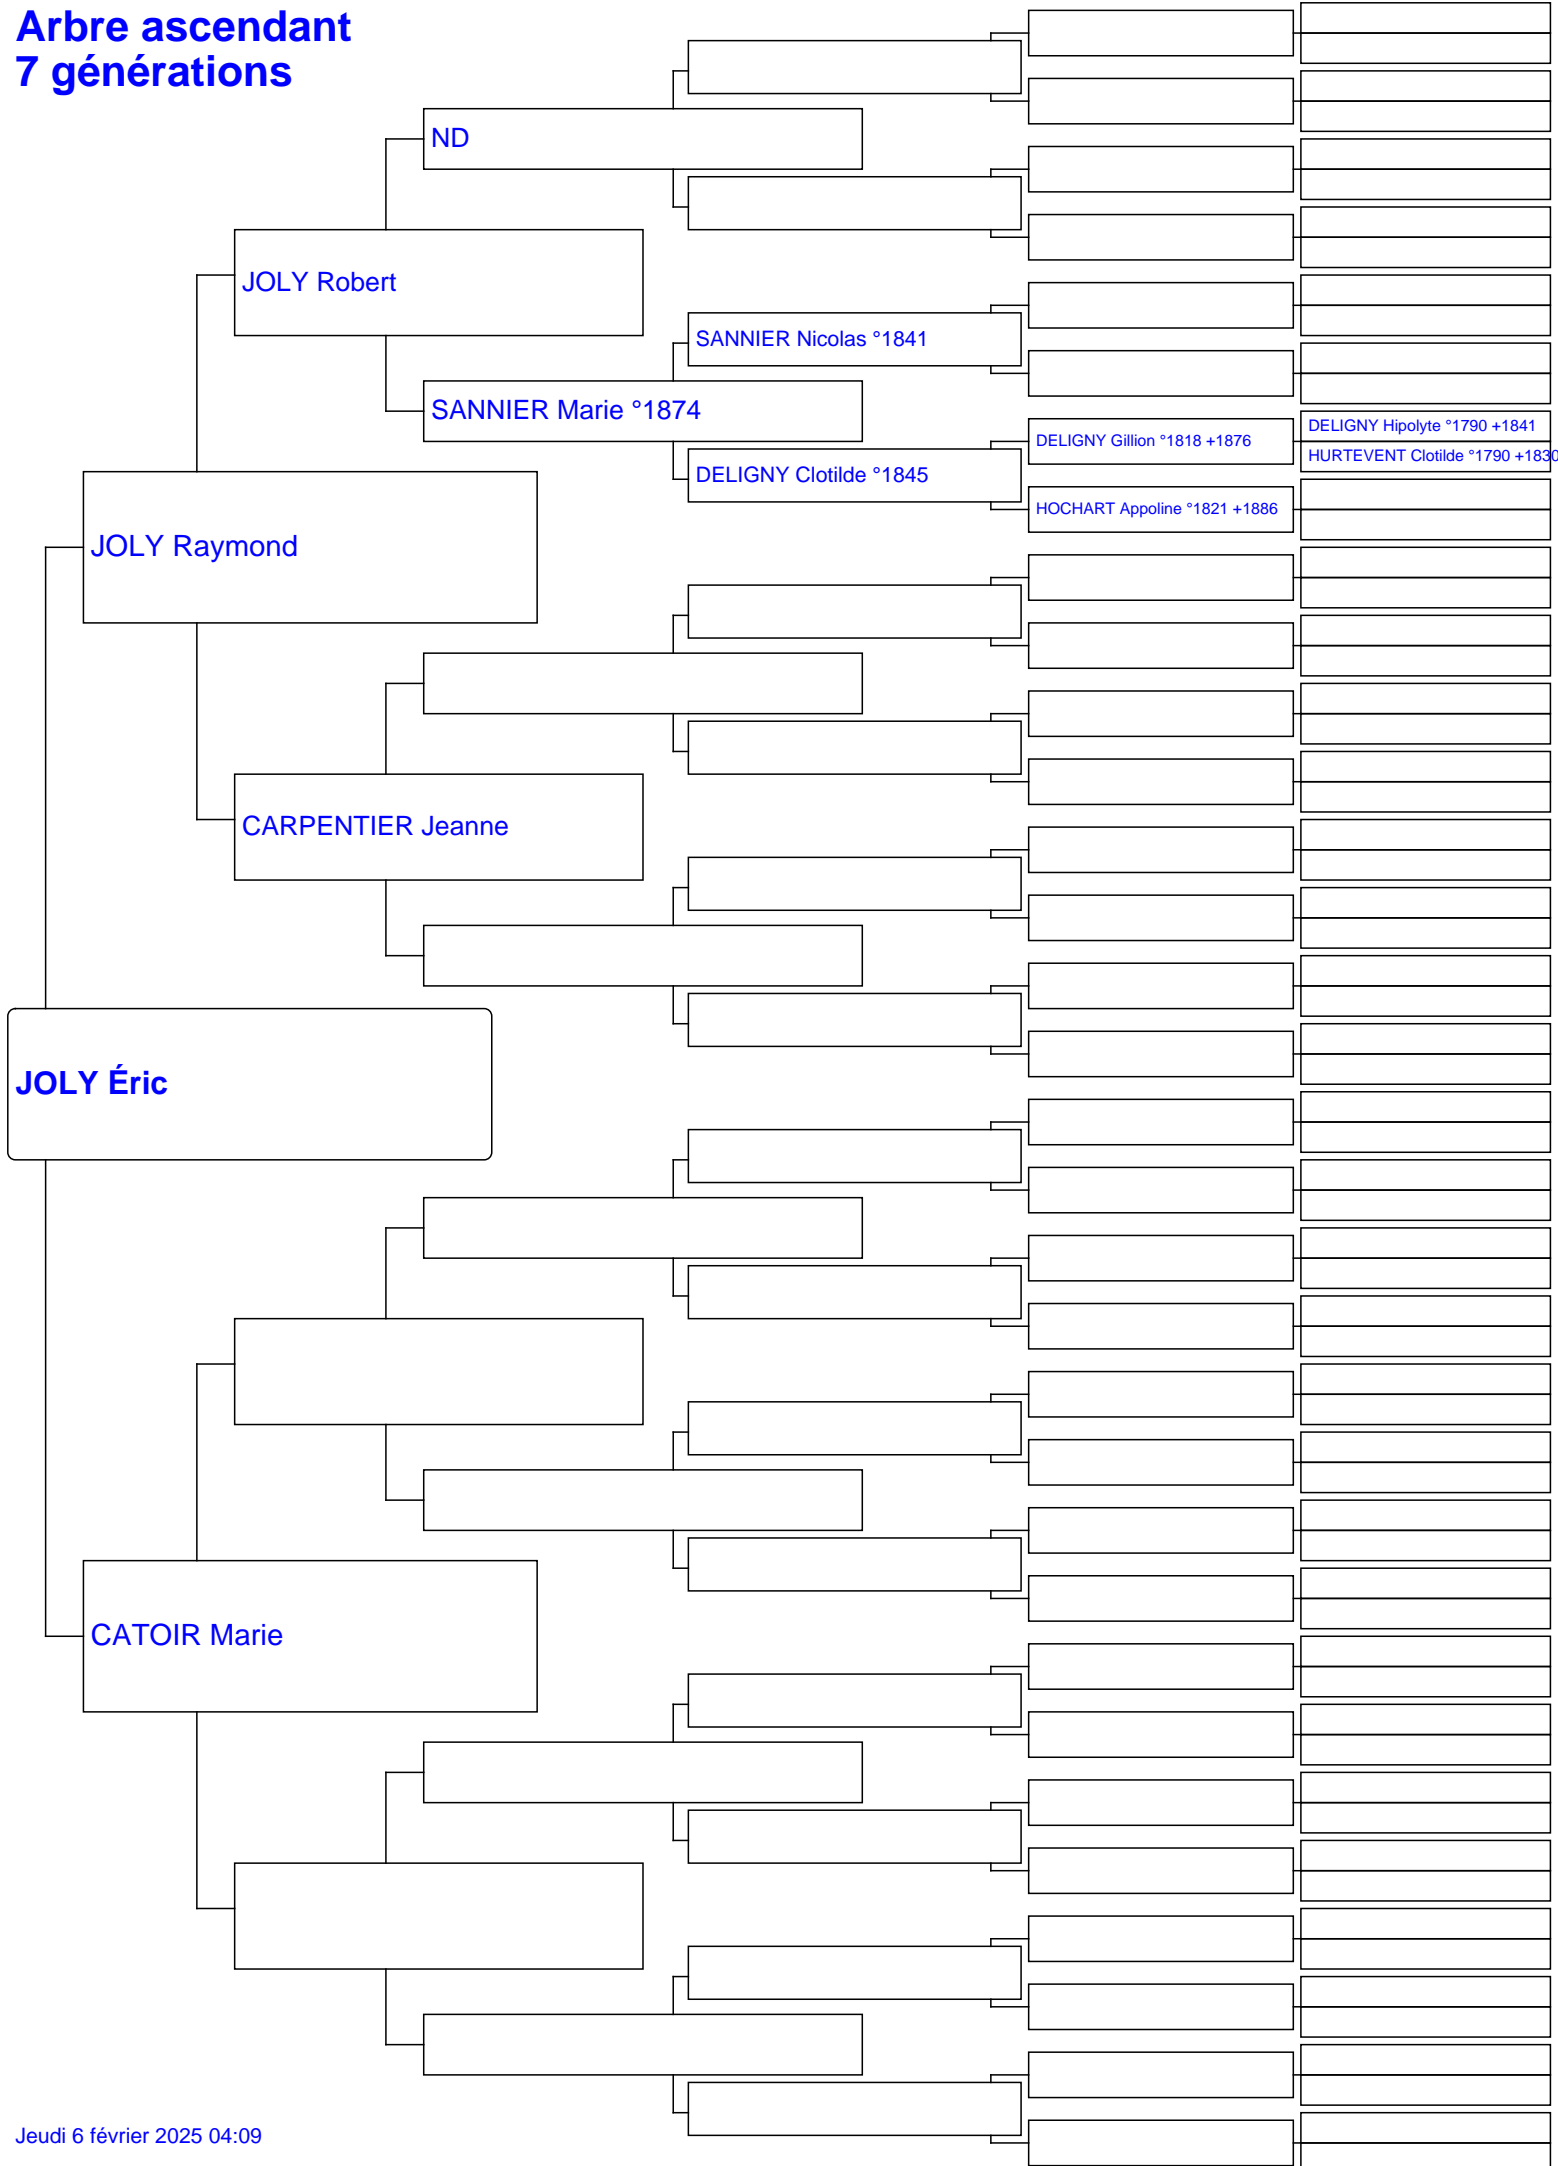 Arbre ascendant
7 générations
ND
JOLY Robert
SANNIER Nicolas °1841
SANNIER Marie °1874
DELIGNY Hipolyte °1790 +1841
DELIGNY Gillion °1818 +1876
HURTEVENT Clotilde °1790 +1830
DELIGNY Clotilde °1845
HOCHART Appoline °1821 +1886
JOLY Raymond
CARPENTIER Jeanne
JOLY Éric
CATOIR Marie
Jeudi 6 février 2025 04:09